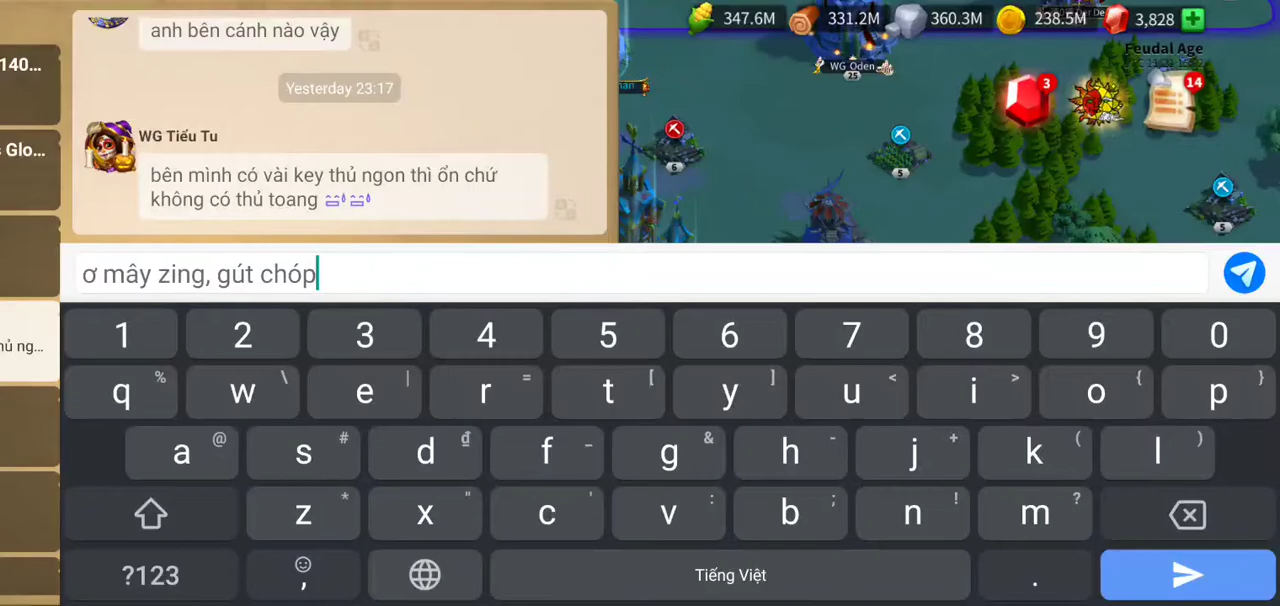 347.6M
331.2M
360.3M
238.5M
3,828
Feudal Age
140...
anh bên cánh nào vậy
WG Oden
25
3
14
Yesterday 23:17
WG Tiểu Tu
Glo...
bên mình có vài key thủ ngon thì ổn chứ
không có thủ toang
6
5
5
ơ mây zing, gút chóp
hủ ng...
1 2 3 4 5 6 7 8 9 0
% \ | = [ ] < > { }
q w e r t y u i o p
@ # đ _ & - + ( )
a s d f g h j k l
* " ' : ; ! ?
z x c v b n m
?123 , Tiếng Việt .